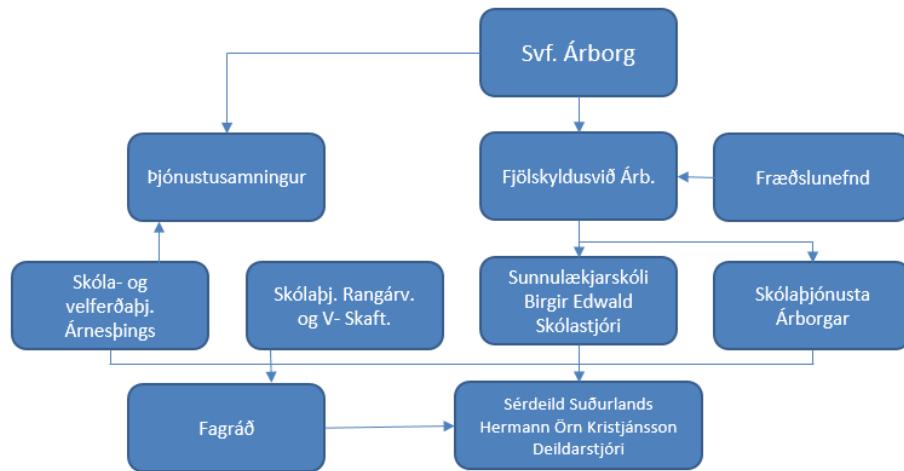 Svf. Árborg
Þjónustusamningur
Fjölskyldusvið Árb.
Fræðslunefnd
Skóla- og
velferðaþj.
Árnesþings
Skólaþj. Rangárv.
og V- Skaft.
Sunnulækjarskóli
Birgir Edwald
Skólastjóri
Skólaþjónusta
Árborgar
Fagráð
Sérdeild Suðurlands
Hermann Örn Kristjánsson
Deildarstjóri